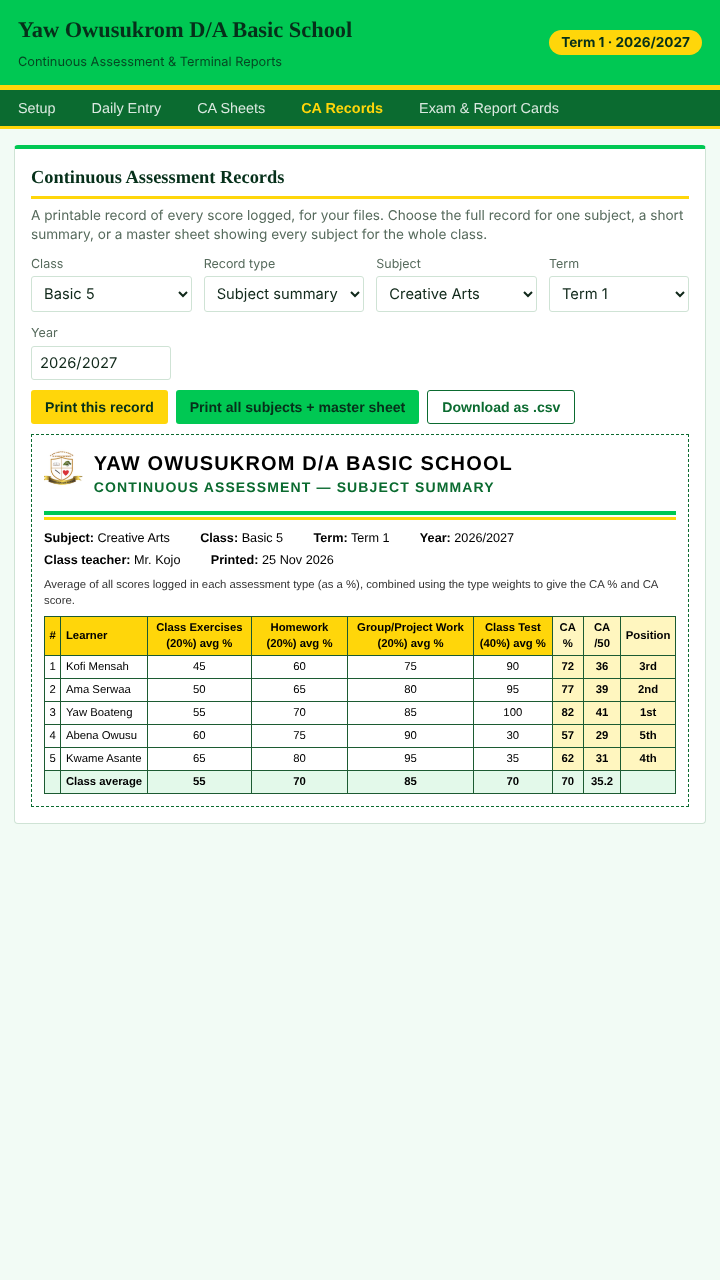 Yaw Owusukrom D/A Basic School
Continuous Assessment & Terminal Reports
Term 1 · 2026/2027
Setup Daily Entry CA Sheets CA Records Exam & Report Cards
Continuous Assessment Records
A printable record of every score logged, for your files. Choose the full record for one subject, a short
summary, or a master sheet showing every subject for the whole class.
Class Record type Subject Term
Basic 5 Subject summary Creative Arts Term 1
Year
2026/2027
Print this record Print all subjects + master sheet Download as .csv
YAW OWUSUKROM D/A BASIC SCHOOL
CONTINUOUS ASSESSMENT — SUBJECT SUMMARY
Subject: Creative Arts Class: Basic 5 Term: Term 1 Year: 2026/2027
Class teacher: Mr. Kojo Printed: 25 Nov 2026
Average of all scores logged in each assessment type (as a %), combined using the type weights to give the CA % and CA
score.
# Learner Class Exercises (20%) avg % Homework (20%) avg % Group/Project Work (20%) avg % Class Test (40%) avg % CA % CA /50 Position
1 Kofi Mensah 45 60 75 90 72 36 3rd
2 Ama Serwaa 50 65 80 95 77 39 2nd
3 Yaw Boateng 55 70 85 100 82 41 1st
4 Abena Owusu 60 75 90 30 57 29 5th
5 Kwame Asante 65 80 95 35 62 31 4th
Class average 55 70 85 70 70 35.2